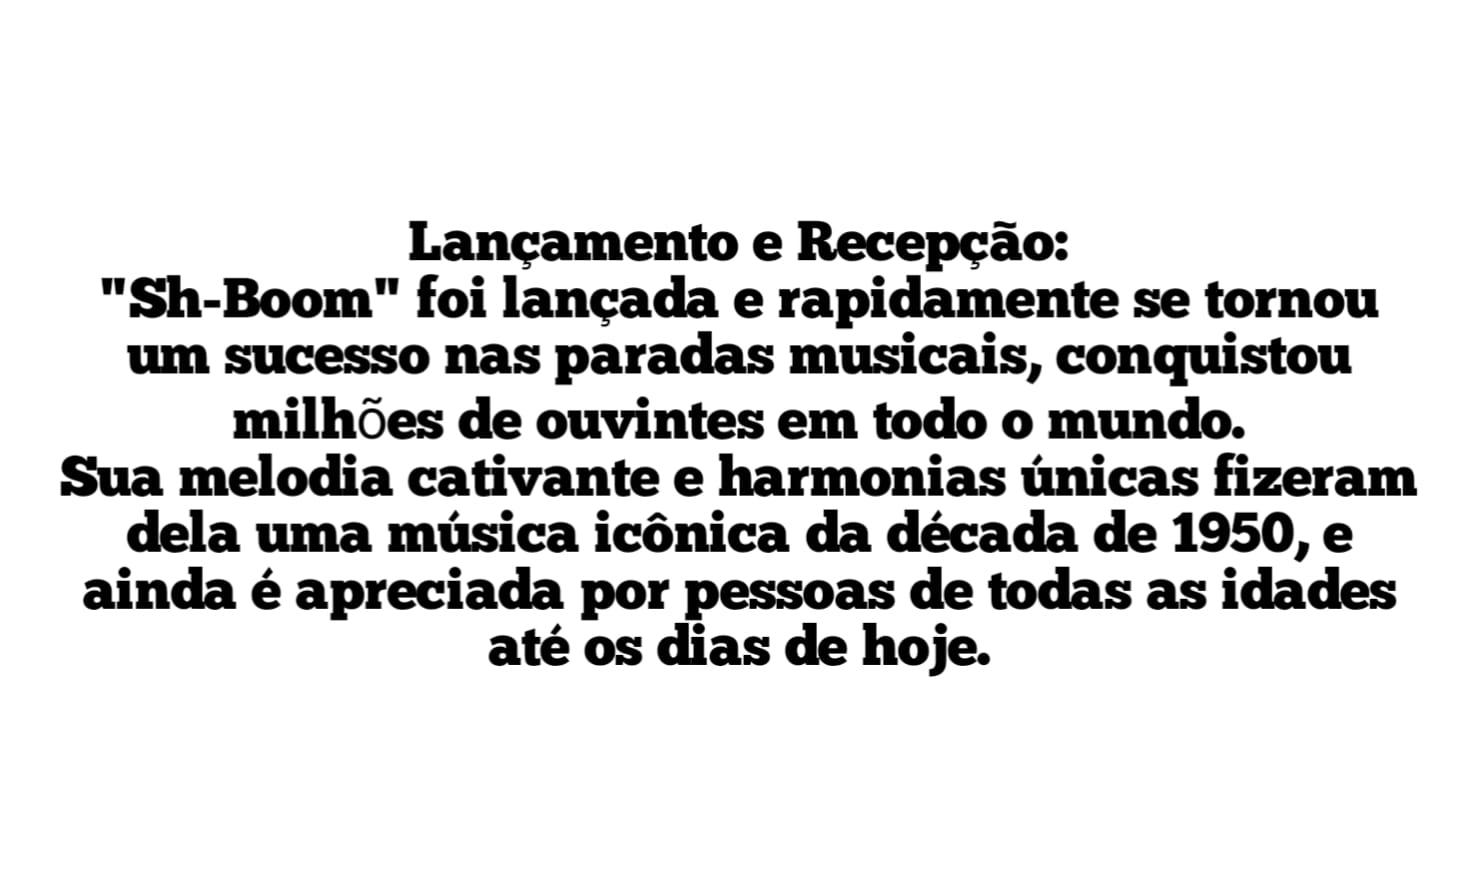 Lançamento e Recepção:
"Sh-Boom" foi lançada e rapidamente se tornou
um sucesso nas paradas musicais, conquistou
milhões de ouvintes em todo o mundo.
Sua melodia cativante e harmonias únicas fizeram
dela uma música icônica da década de 1950, e
ainda é apreciada por pessoas de todas as idades
até os dias de hoje.